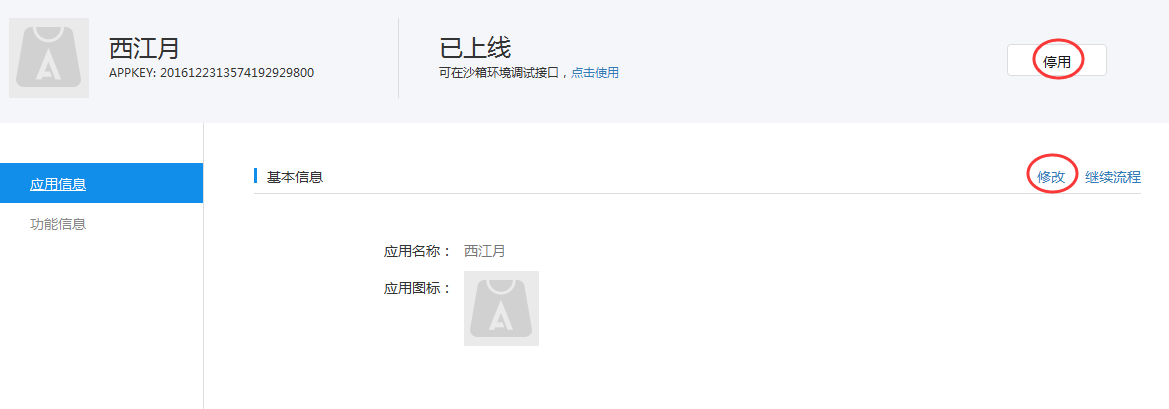 西江月
APPKEY: 2016122313574192929800
已上线
可在沙箱环境调试接口，点击使用
停用
应用信息
功能信息
基本信息
修改 继续流程
应用名称： 西江月
应用图标：